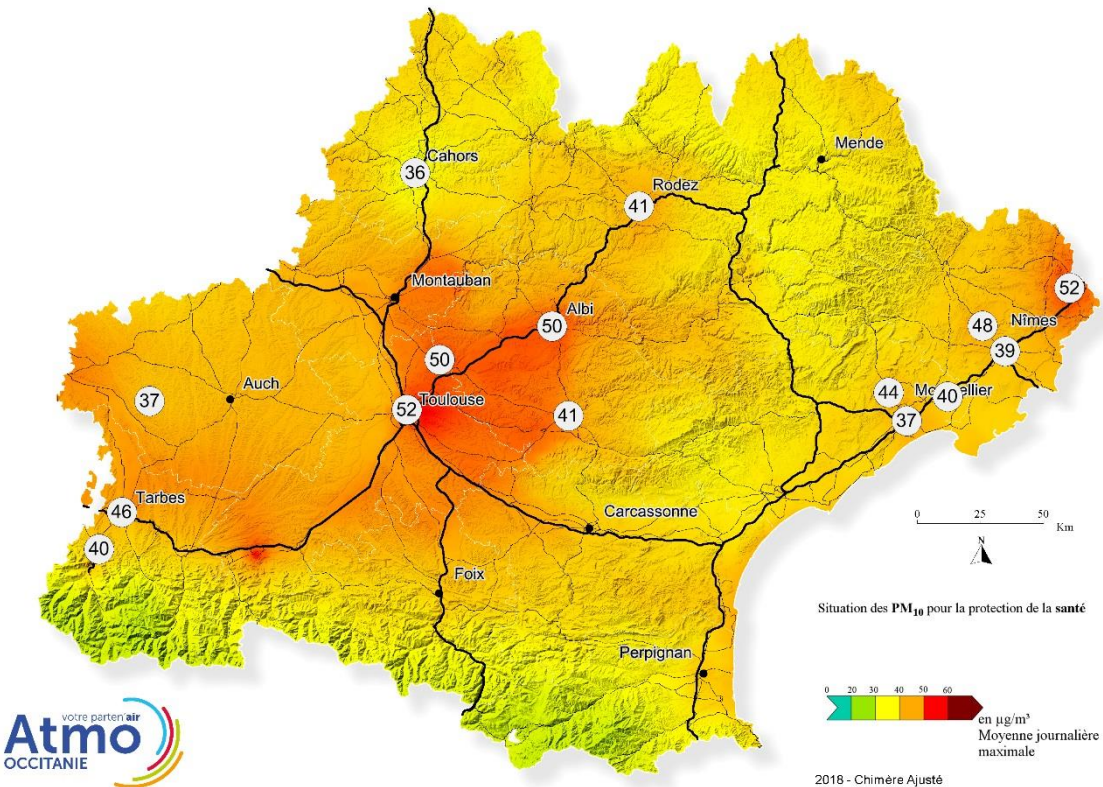 Cahors
36
Mende
Rodez
41
Montauban
Albi
50
52
48
Nîmes
39
50
Auch
37
Toulouse
52
41
44
Montpellier
40
37
Tarbes
46
40
Carcassonne
Foix
Perpignan
0 25 50
Km
N
Situation des PM₁₀ pour la protection de la santé
0 20 30 40 50 60
en µg/m³
Moyenne journalière
maximale
2018 - Chimère Ajusté
votre parten'air
Atmo
OCCITANIE